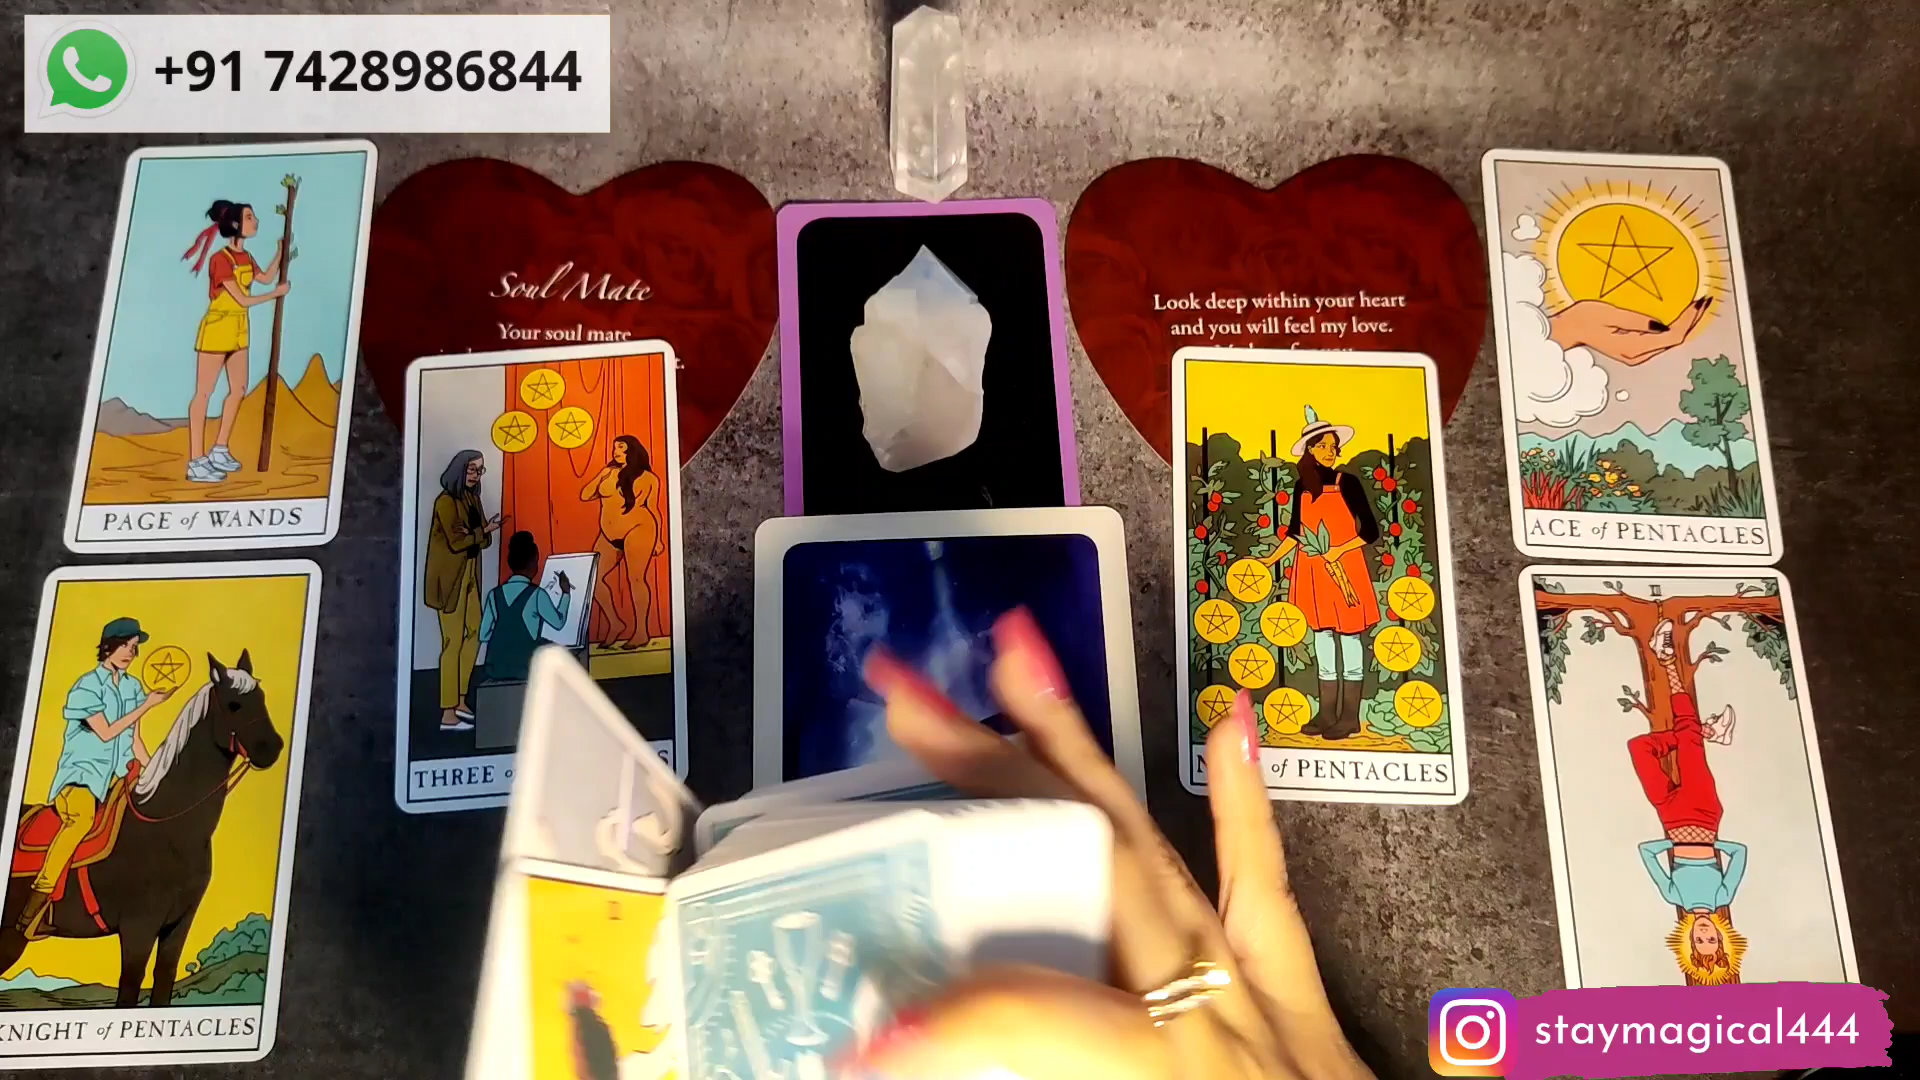 +91 7428986844
Soul Mate
Your soul mate
Look deep within your heart
and you will feel my love.
PAGE of WANDS
ACE of PENTACLES
THREE
of PENTACLES
KNIGHT of PENTACLES
staymagical444